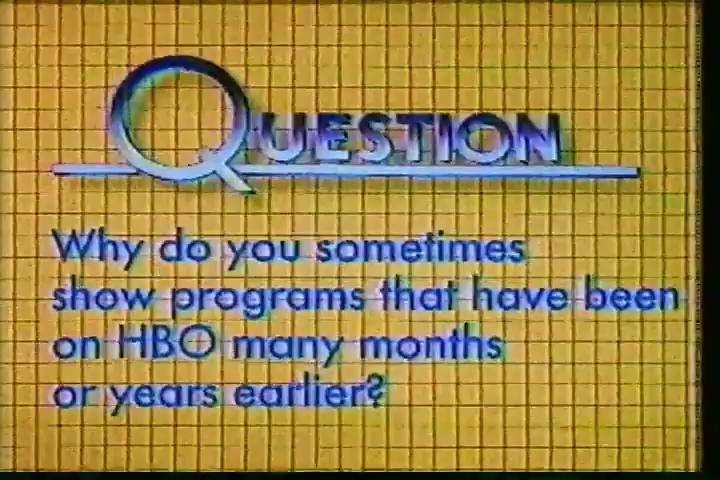 QUESTION
Why do you sometimes
show programs that have been
on HBO many months
or years earlier?